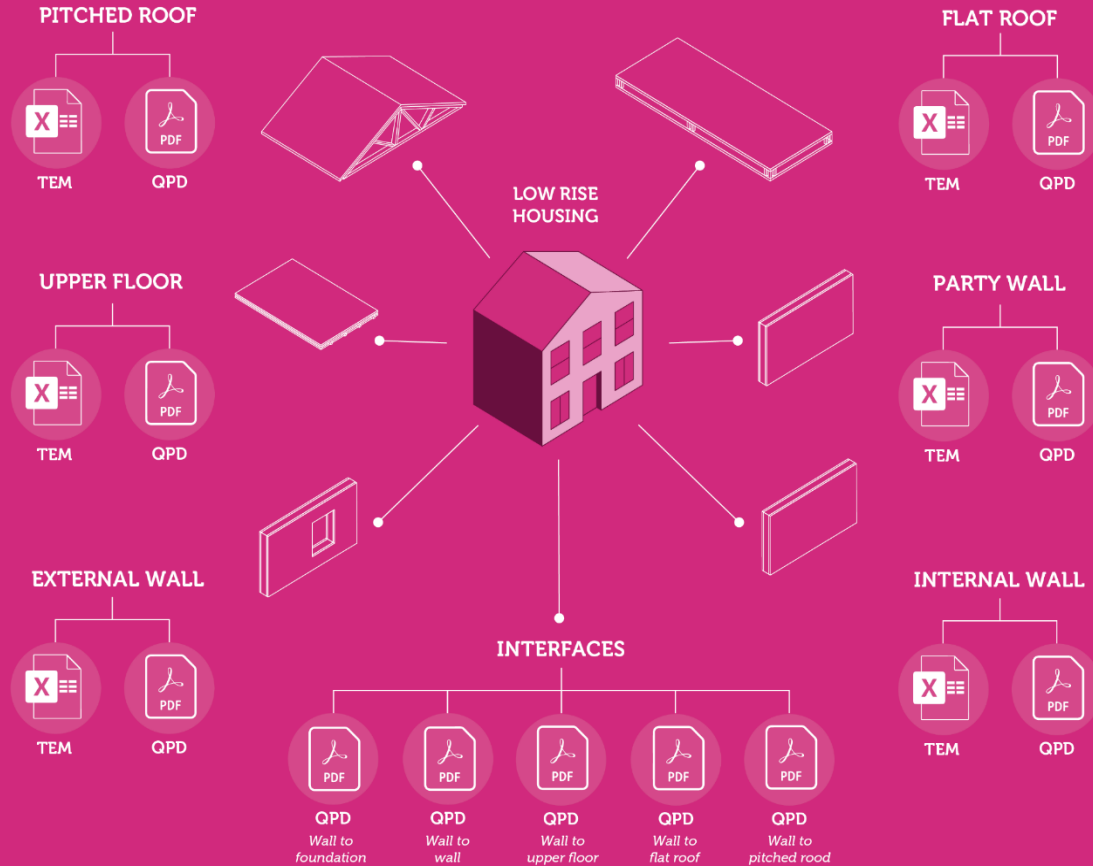 PITCHED ROOF
X
PDF
TEM
QPD
FLAT ROOF
X
PDF
TEM
QPD
LOW RISE
HOUSING
UPPER FLOOR
X
PDF
TEM
QPD
PARTY WALL
X
PDF
TEM
QPD
EXTERNAL WALL
X
PDF
TEM
QPD
INTERNAL WALL
X
PDF
TEM
QPD
INTERFACES
PDF
PDF
PDF
PDF
PDF
QPD
QPD
QPD
QPD
QPD
Wall to
foundation
Wall to
wall
Wall to
upper floor
Wall to
flat roof
Wall to
pitched rood